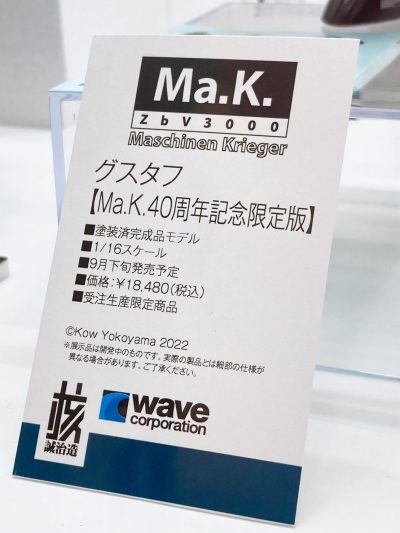 Ma.K.
ZbV3000
Maschinen Krieger
グスタフ
【Ma.K.40周年記念限定版】
■塗装済完成品モデル
■1/16スケール
■9月下旬発売予定
■価格:¥18,480(税込)
■受注生産限定商品
©Kow Yokoyama 2022
※展示品は開発中のものです。実際の製品とは細部の仕様が
異なる場合があります。ご了承ください。
誠治造
wave
corporation